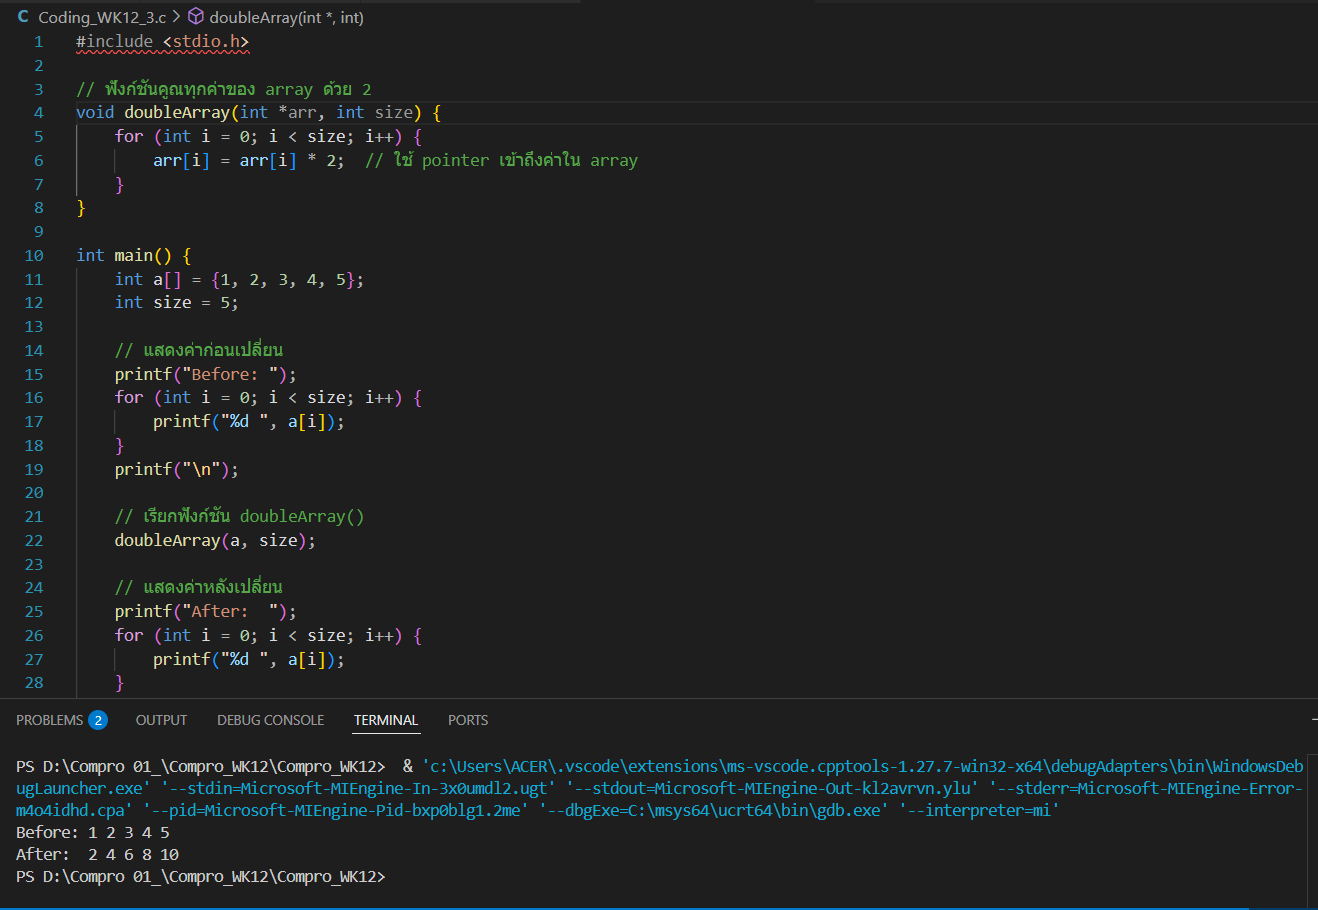 C Coding_WK12_3.c > doubleArray(int *, int)
1 #include <stdio.h>
2
3 // ฟังก์ชันคูณทุกค่าของ array ด้วย 2
4 void doubleArray(int *arr, int size) {
5 for (int i = 0; i < size; i++) {
6 arr[i] = arr[i] * 2;  // ใช้ pointer เข้าถึงค่าใน array
7 }
8 }
9
10 int main() {
11 int a[] = {1, 2, 3, 4, 5};
12 int size = 5;
13
14 // แสดงค่าก่อนเปลี่ยน
15 printf("Before: ");
16 for (int i = 0; i < size; i++) {
17 printf("%d ", a[i]);
18 }
19 printf("\n");
20
21 // เรียกฟังก์ชัน doubleArray()
22 doubleArray(a, size);
23
24 // แสดงค่าหลังเปลี่ยน
25 printf("After:  ");
26 for (int i = 0; i < size; i++) {
27 printf("%d ", a[i]);
28 }
PROBLEMS 2 OUTPUT DEBUG CONSOLE TERMINAL PORTS
PS D:\Compro 01_\Compro_WK12\Compro_WK12>  & 'c:\Users\ACER\.vscode\extensions\ms-vscode.cpptools-1.27.7-win32-x64\debugAdapters\bin\WindowsDeb
ugLauncher.exe' '--stdin=Microsoft-MIEngine-In-3x0umdl2.ugt' '--stdout=Microsoft-MIEngine-Out-kl2avrvn.ylu' '--stderr=Microsoft-MIEngine-Error-
m4o4idhd.cpa' '--pid=Microsoft-MIEngine-Pid-bxp0blg1.2me' '--dbgExe=C:\msys64\ucrt64\bin\gdb.exe' '--interpreter=mi'
Before: 1 2 3 4 5
After:  2 4 6 8 10
PS D:\Compro 01_\Compro_WK12\Compro_WK12>